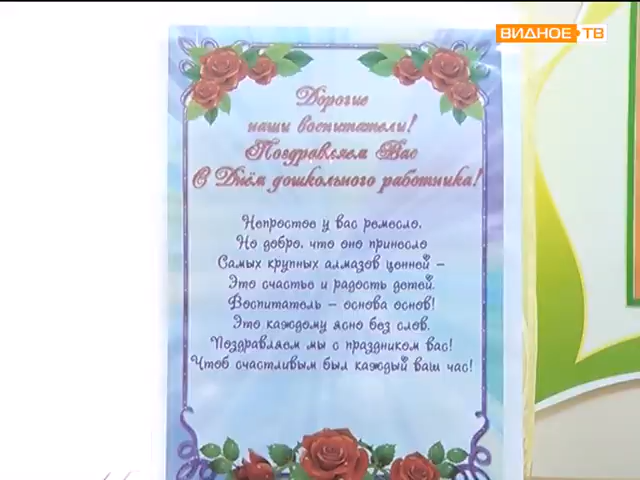 ВИДНОЕ ТВ
Дорогие
наши воспитатели!
Поздравляем Вас
С Днём дошкольного работника!
Непростое у вас ремесло,
Но добро, что оно принесло
Самых крупных алмазов ценней –
Это счастье и радость детей.
Воспитатель – основа основ!
Это каждому ясно без слов.
Поздравляем мы с праздником вас!
Чтоб счастливым был каждый ваш час!